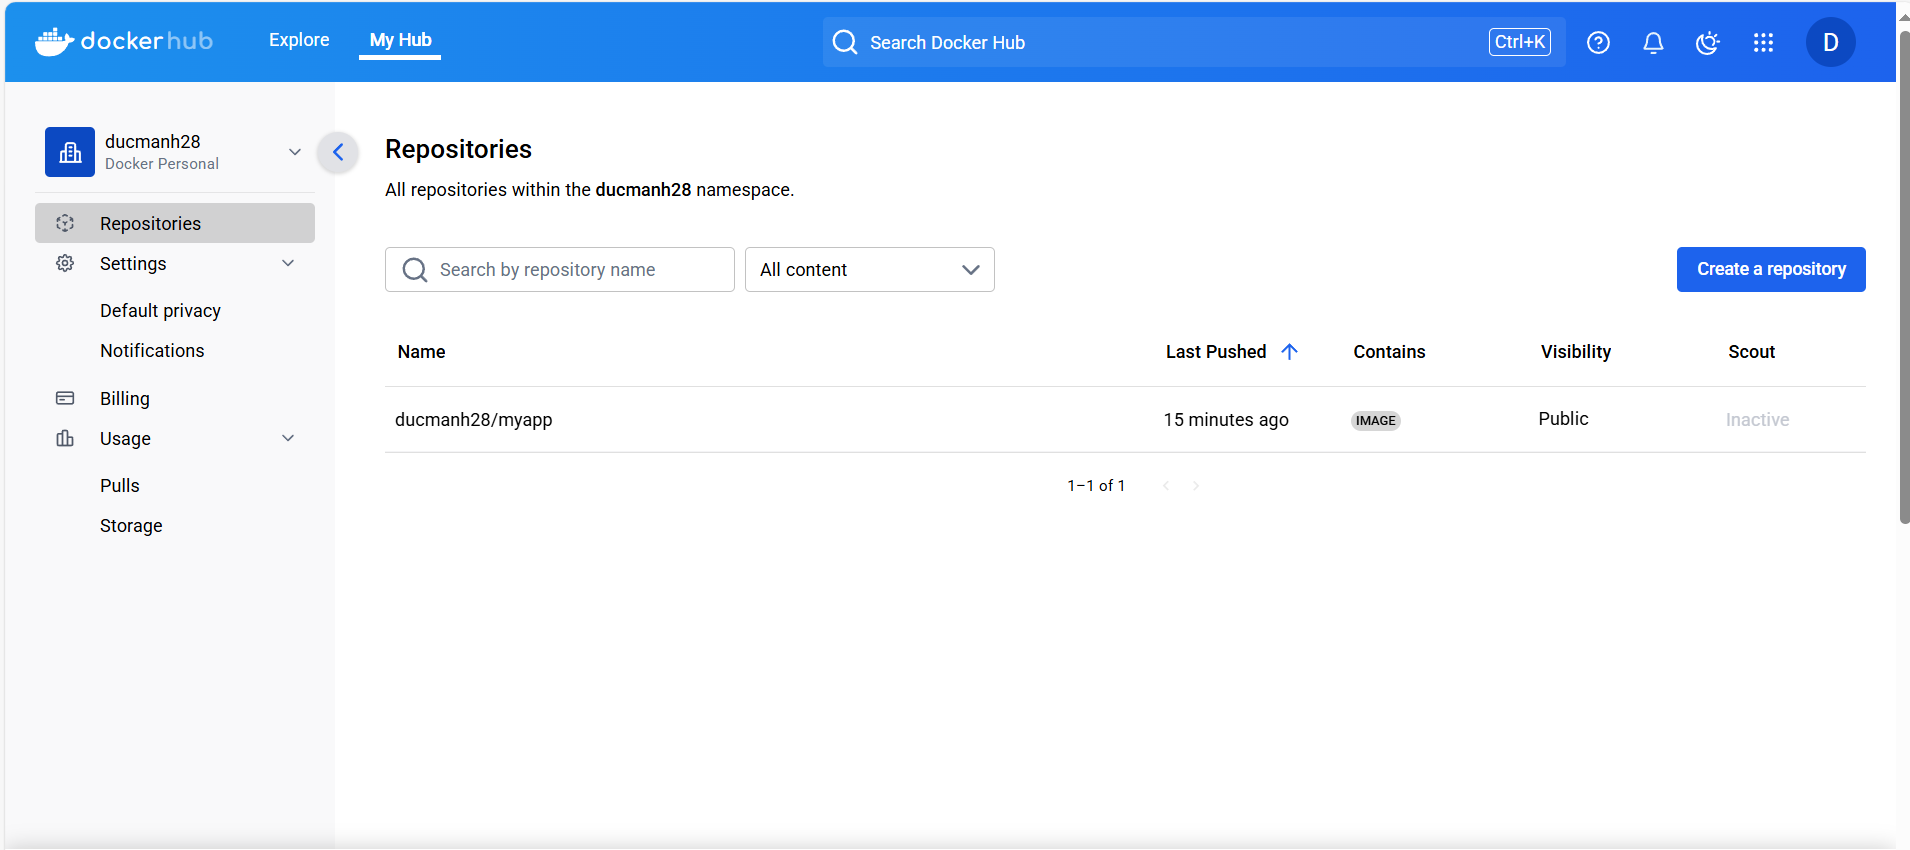 dockerhub
Explore
My Hub
Search Docker Hub
Ctrl+K
D
ducmanh28
Docker Personal
Repositories
Settings
Default privacy
Notifications
Billing
Usage
Pulls
Storage
Repositories
All repositories within the ducmanh28 namespace.
Search by repository name
All content
Create a repository
Name Last Pushed Contains Visibility Scout
ducmanh28/myapp 15 minutes ago IMAGE Public Inactive
1–1 of 1